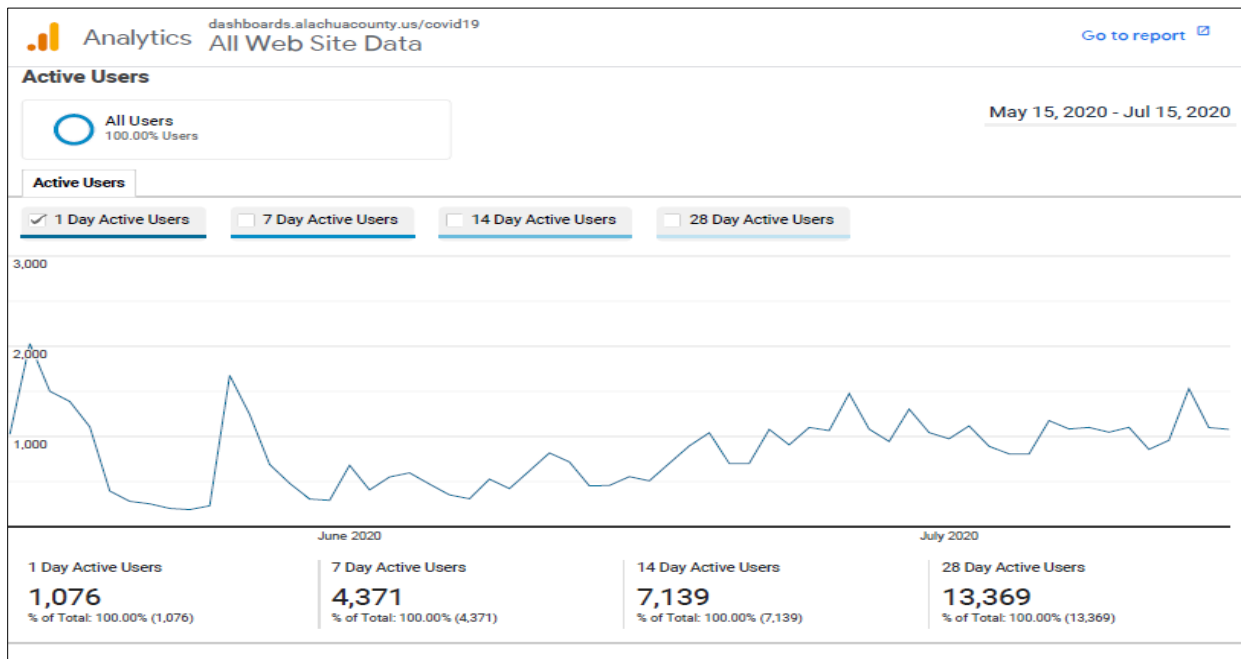 dashboards.alachuacounty.us/covid19
Analytics All Web Site Data
Go to report
Active Users
All Users
100.00% Users
May 15, 2020 - Jul 15, 2020
Active Users
1 Day Active Users
7 Day Active Users
14 Day Active Users
28 Day Active Users
3,000
2,000
1,000
June 2020
July 2020
1 Day Active Users
1,076
% of Total: 100.00% (1,076)
7 Day Active Users
4,371
% of Total: 100.00% (4,371)
14 Day Active Users
7,139
% of Total: 100.00% (7,139)
28 Day Active Users
13,369
% of Total: 100.00% (13,369)